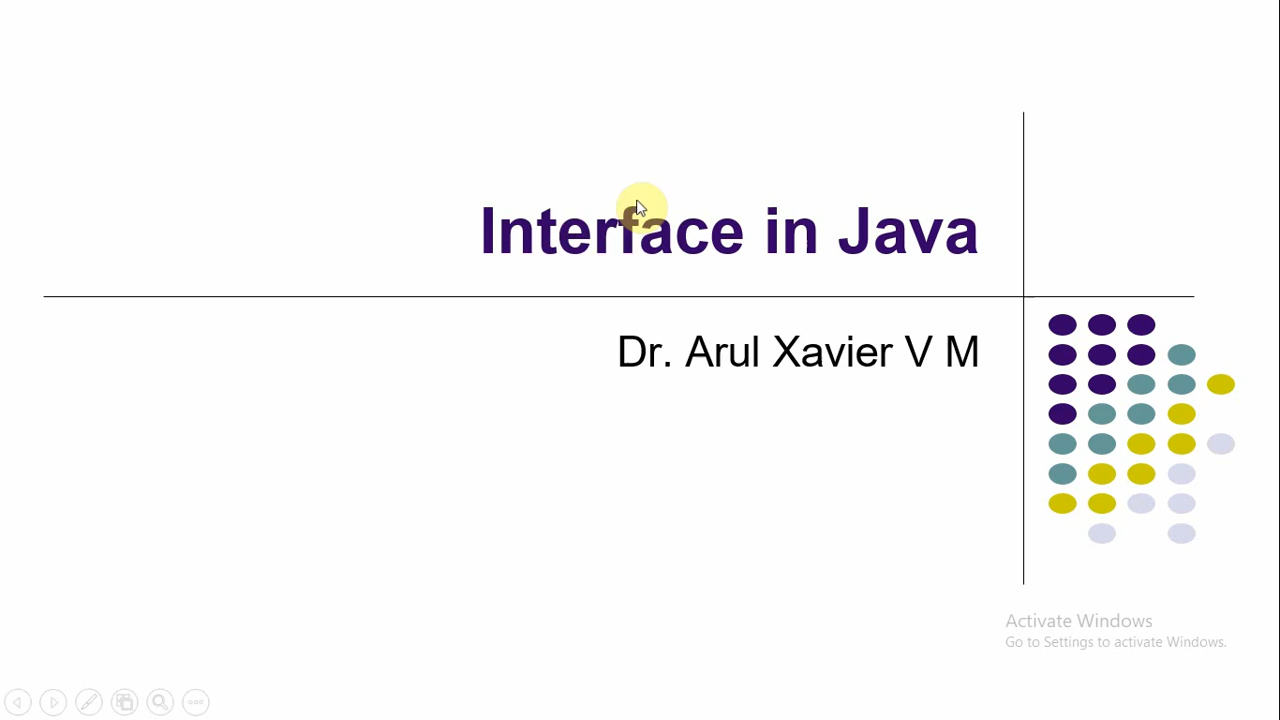 Interface in Java
Dr. Arul Xavier V M
Activate Windows
Go to Settings to activate Windows.